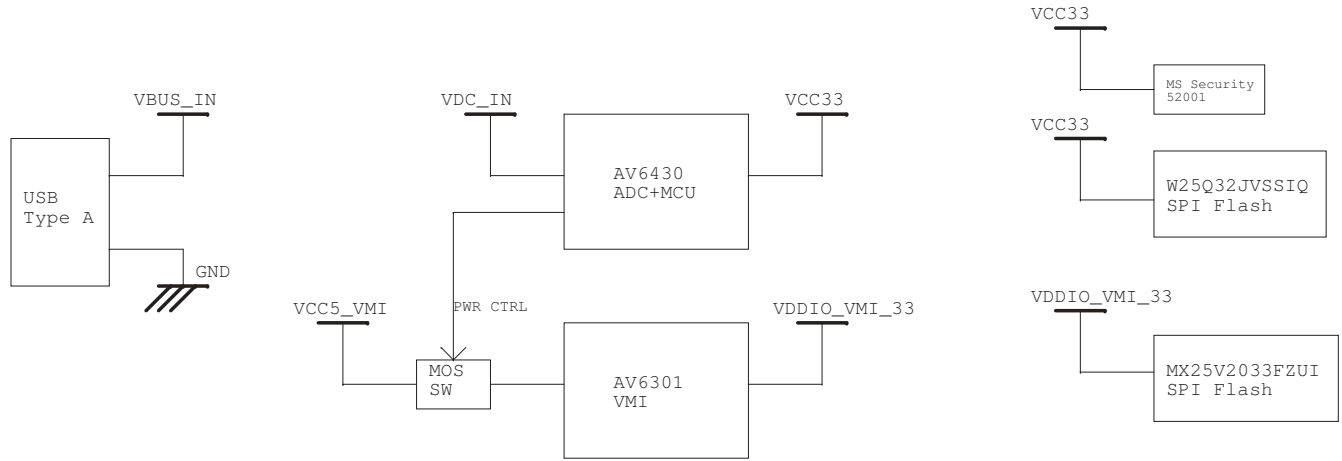 VBUS_IN
USB
Type A
GND
VDC_IN
AV6430
ADC+MCU
VCC33
PWR CTRL
VCC5_VMI
MOS
SW
AV6301
VMI
VDDIO_VMI_33
VCC33
MS Security
52001
VCC33
W25Q32JVSSIQ
SPI Flash
VDDIO_VMI_33
MX25V2033FZUI
SPI Flash